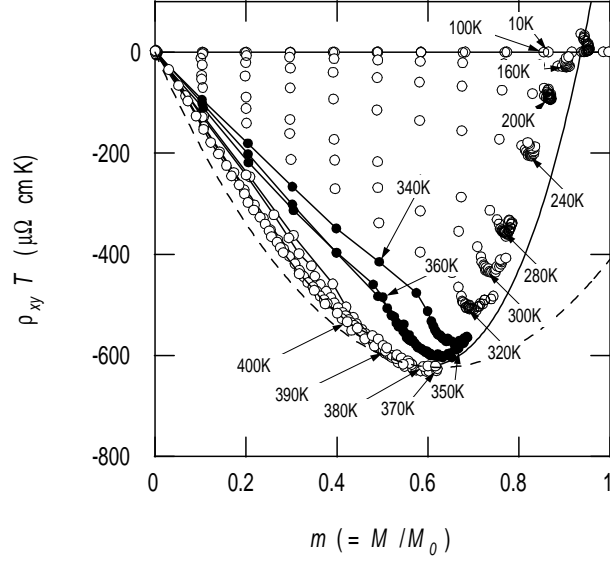 100K 10K
0
160K
200K
-200
340K
240K
-400
360K
280K
300K
320K
400K
-600
390K
380K 370K 350K
-800
0 0.2 0.4 0.6 0.8 1
ρxy T (μΩ cm K)
m (= M /M0)